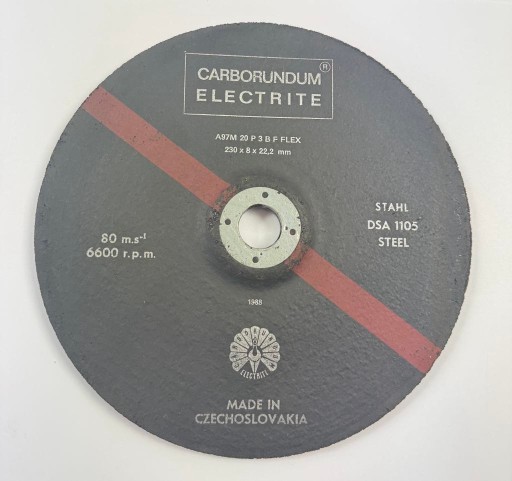 CARBORUNDUM ®
ELECTRITE
A97M 20 P 3 B F FLEX
230 x 8 x 22,2 mm
80 m.s⁻¹
6600 r.p.m.
STAHL
DSA 1105
STEEL
1988
CARBORUNDUM
ELECTRITE
MADE IN
CZECHOSLOVAKIA